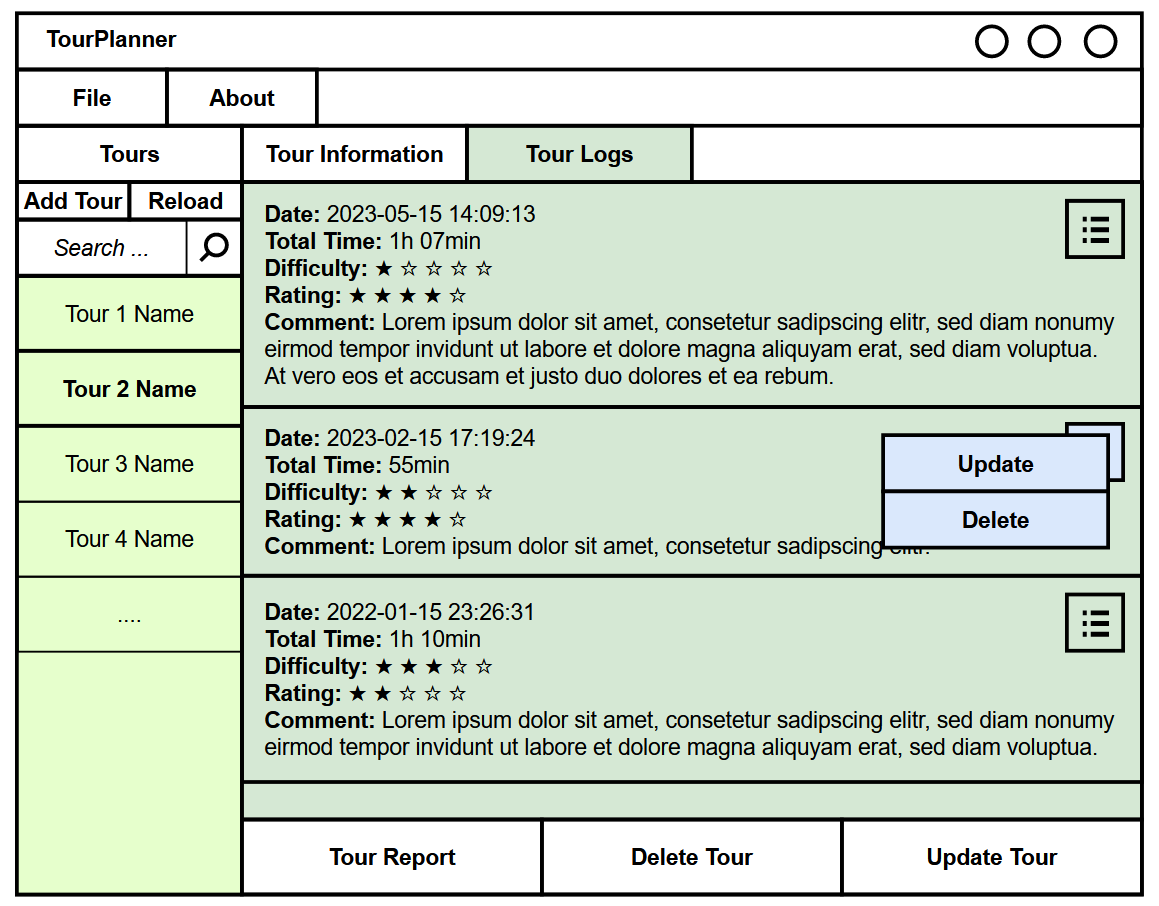 TourPlanner
File
About
Tours
Tour Information
Tour Logs
Add Tour
Reload
Search ...
Tour 1 Name
Tour 2 Name
Tour 3 Name
Tour 4 Name
....
Date: 2023-05-15 14:09:13
Total Time: 1h 07min
Difficulty: ★ ☆ ☆ ☆ ☆
Rating: ★ ★ ★ ★ ☆
Comment: Lorem ipsum dolor sit amet, consetetur sadipscing elitr, sed diam nonumy
eirmod tempor invidunt ut labore et dolore magna aliquyam erat, sed diam voluptua.
At vero eos et accusam et justo duo dolores et ea rebum.
Date: 2023-02-15 17:19:24
Total Time: 55min
Difficulty: ★ ★ ☆ ☆ ☆
Rating: ★ ★ ★ ★ ☆
Comment: Lorem ipsum dolor sit amet, consetetur sadipscing
Update
Delete
Date: 2022-01-15 23:26:31
Total Time: 1h 10min
Difficulty: ★ ★ ★ ☆ ☆
Rating: ★ ★ ☆ ☆ ☆
Comment: Lorem ipsum dolor sit amet, consetetur sadipscing elitr, sed diam nonumy
eirmod tempor invidunt ut labore et dolore magna aliquyam erat, sed diam voluptua.
Tour Report
Delete Tour
Update Tour